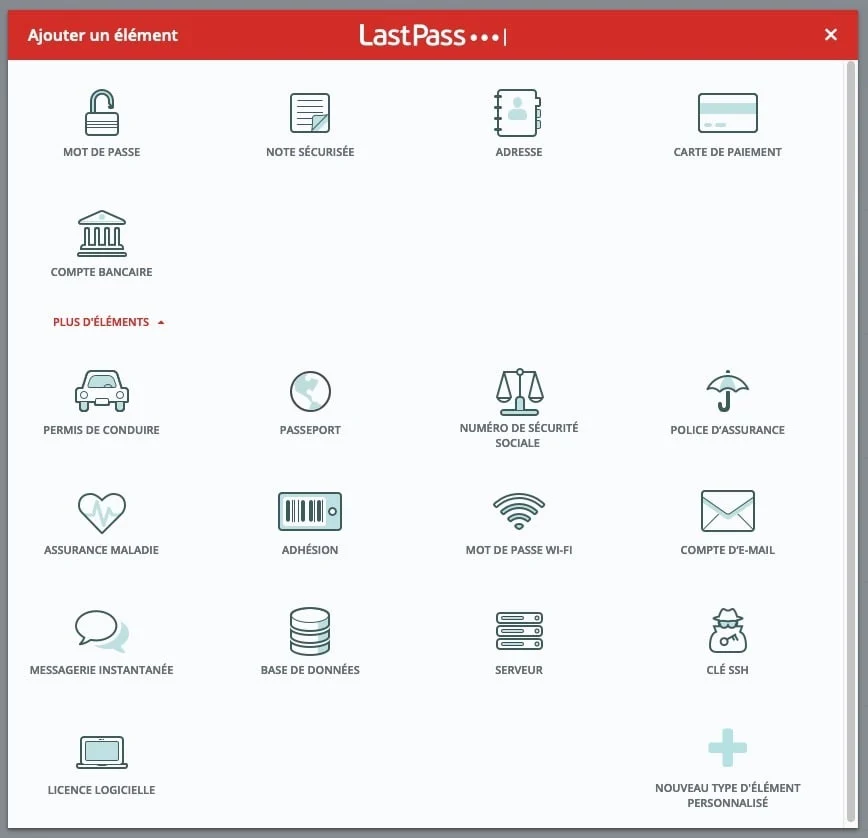 Ajouter un élément
LastPass •••|
MOT DE PASSE
NOTE SÉCURISÉE
ADRESSE
CARTE DE PAIEMENT
COMPTE BANCAIRE
PLUS D'ÉLÉMENTS
PERMIS DE CONDUIRE
PASSEPORT
NUMÉRO DE SÉCURITÉ
SOCIALE
POLICE D’ASSURANCE
ASSURANCE MALADIE
ADHÉSION
MOT DE PASSE WI-FI
COMPTE D’E-MAIL
MESSAGERIE INSTANTANÉE
BASE DE DONNÉES
SERVEUR
CLÉ SSH
LICENCE LOGICIELLE
NOUVEAU TYPE D'ÉLÉMENT
PERSONNALISÉ